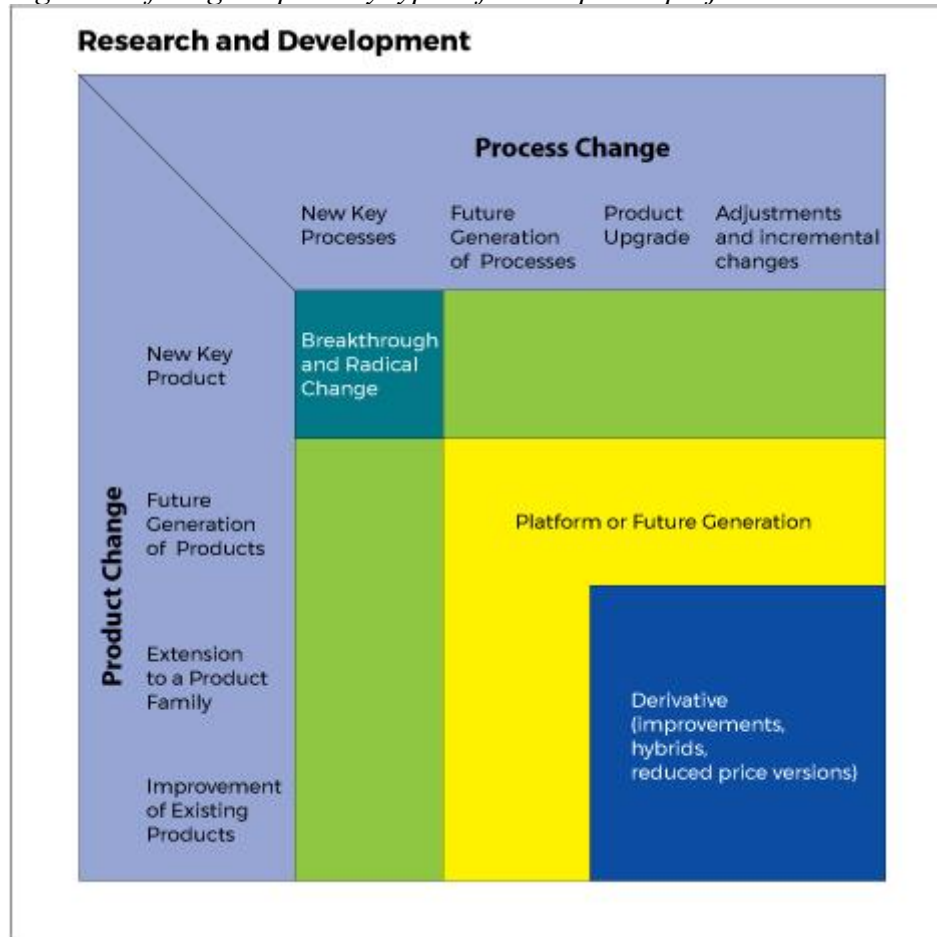 Research and Development
Process Change
New Key
Processes
Future
Generation
of Processes
Product
Upgrade
Adjustments
and incremental
changes
New Key
Product
Breakthrough
and Radical
Change
Product Change
Future
Generation
of Products
Platform or Future Generation
Extension
to a Product
Family
Derivative
(improvements,
hybrids,
reduced price versions)
Improvement
of Existing
Products